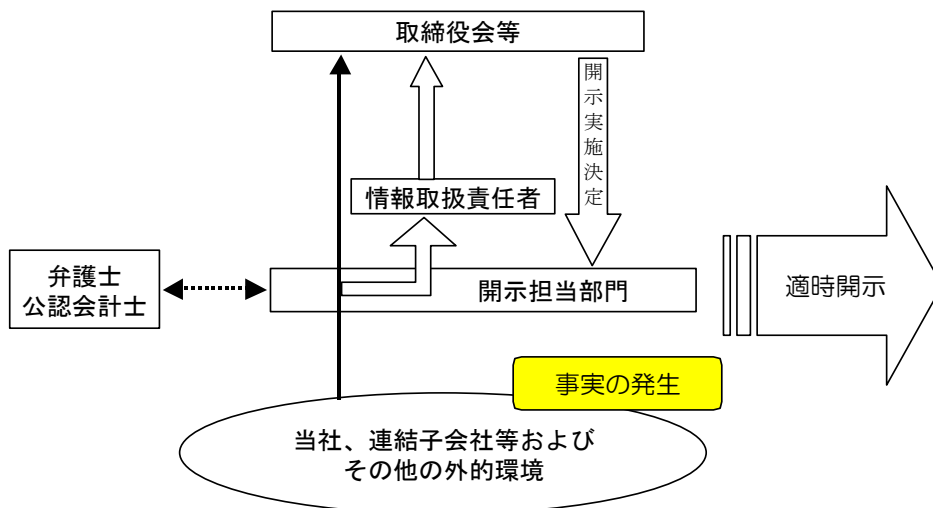 取締役会等
開示実施決定
情報取扱責任者
弁護士
公認会計士
開示担当部門
適時開示
事実の発生
当社、連結子会社等および
その他の外的環境